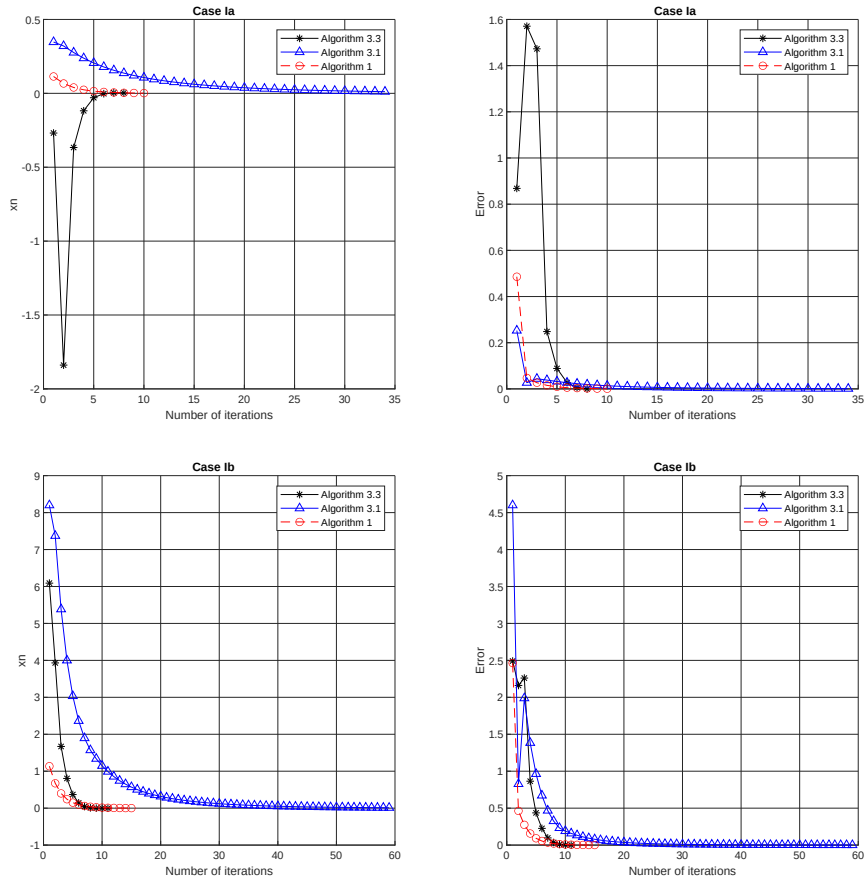 Case Ia
0.5
0
-0.5
-1
-1.5
-2
xn
0 5 10 15 20 25 30 35
Number of iterations
Algorithm 3.3
Algorithm 3.1
Algorithm 1
Case Ia
1.6
1.4
1.2
1
0.8
0.6
0.4
0.2
0
Error
0 5 10 15 20 25 30 35
Number of iterations
Algorithm 3.3
Algorithm 3.1
Algorithm 1
Case Ib
9
8
7
6
5
4
3
2
1
0
-1
xn
0 10 20 30 40 50 60
Number of iterations
Algorithm 3.3
Algorithm 3.1
Algorithm 1
Case Ib
5
4.5
4
3.5
3
2.5
2
1.5
1
0.5
0
Error
0 10 20 30 40 50 60
Number of iterations
Algorithm 3.3
Algorithm 3.1
Algorithm 1